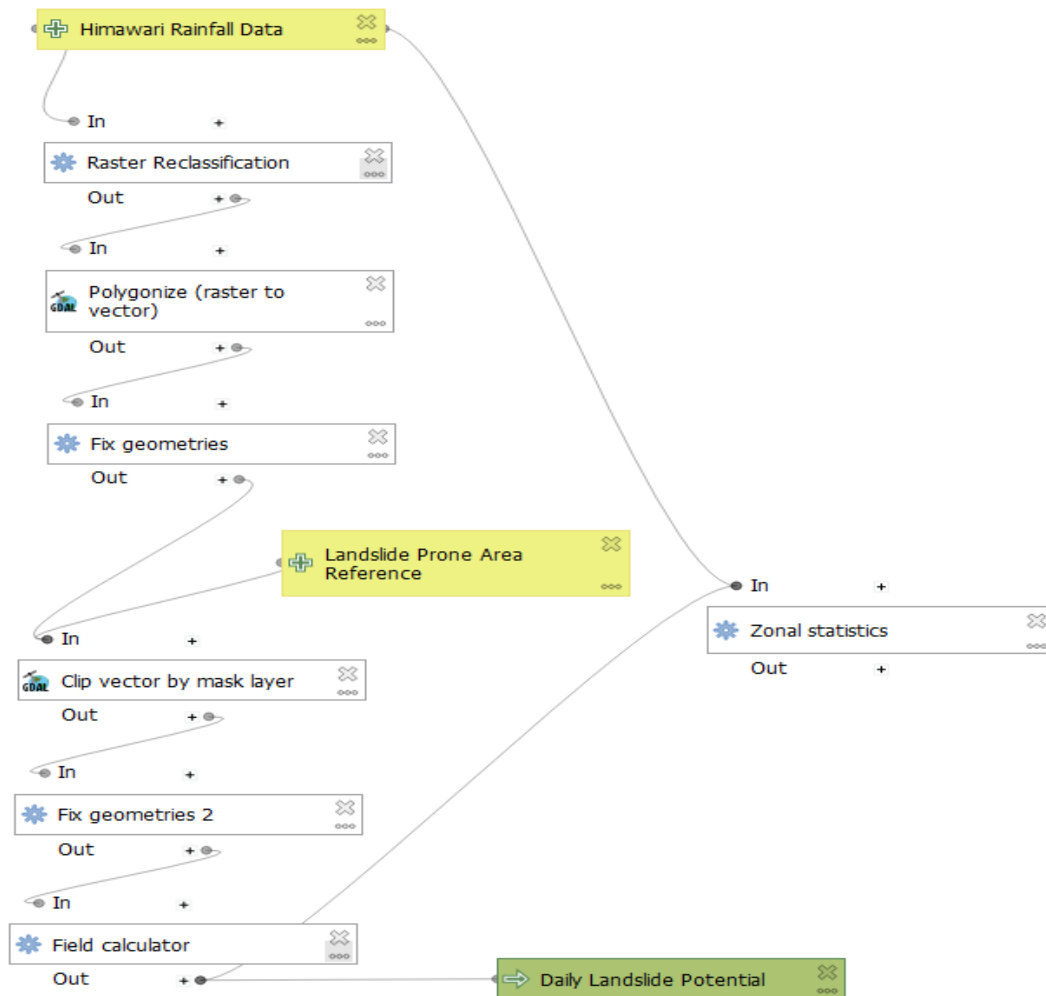 Himawari Rainfall Data
In +
Raster Reclassification
Out +
In +
GDAL
Polygonize (raster to
vector)
Out +
In +
Fix geometries
Out +
Landslide Prone Area
Reference
In +
Zonal statistics
Out +
In +
GDAL
Clip vector by mask layer
Out +
In +
Fix geometries 2
Out +
In +
Field calculator
Out +
Daily Landslide Potential